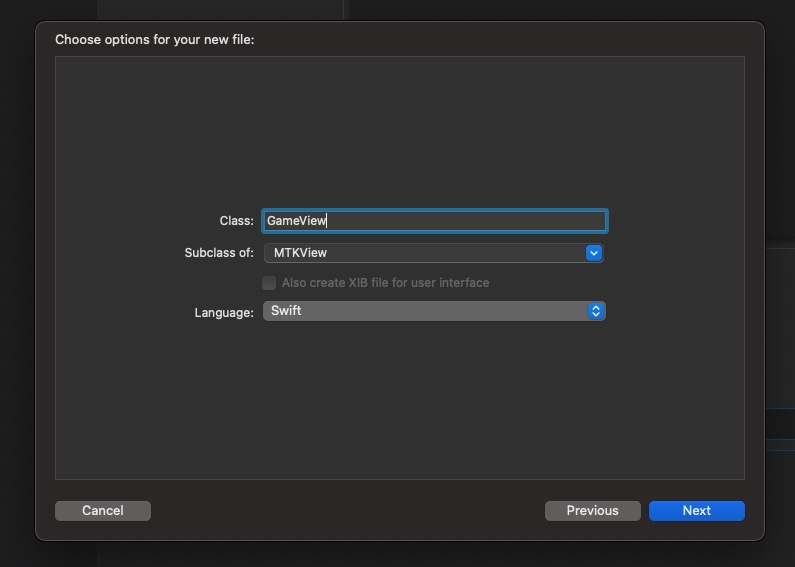 Choose options for your new file:
Class: GameView
Subclass of: MTKView
Also create XIB file for user interface
Language: Swift
Cancel Previous Next